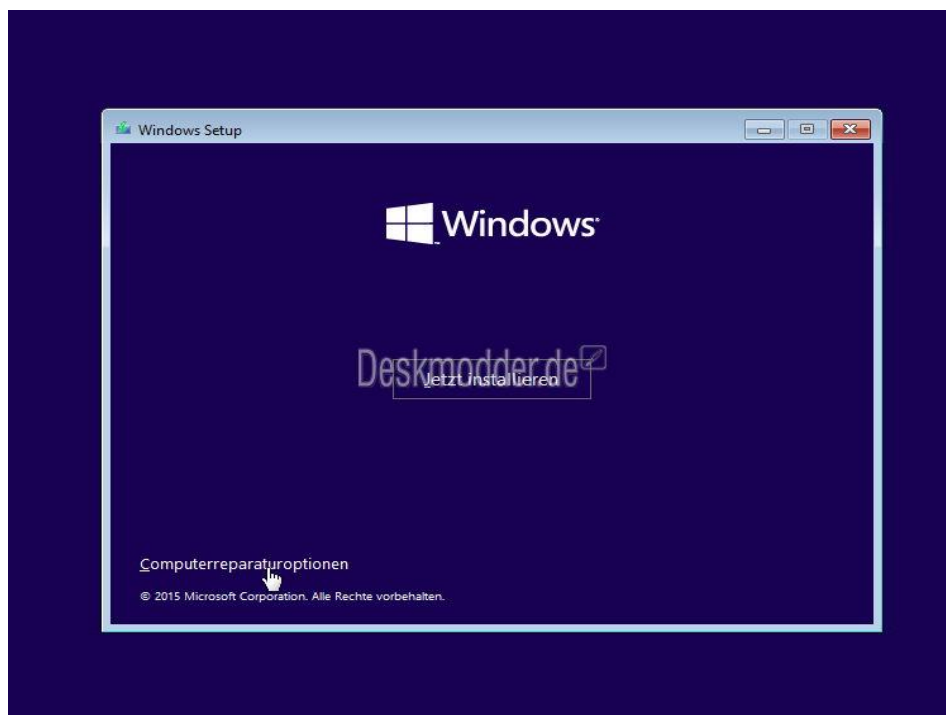 Windows Setup
Windows
Deskmodder.de
Jetzt installieren
Computerreparaturoptionen
© 2015 Microsoft Corporation. Alle Rechte vorbehalten.